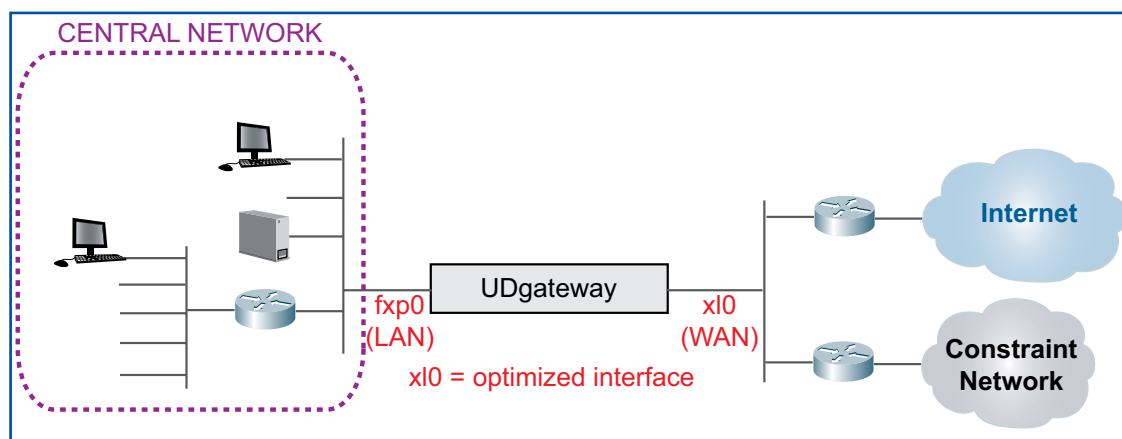 CENTRAL NETWORK
Internet
UDgateway
fxp0
(LAN)
xl0
(WAN)
xl0 = optimized interface
Constraint
Network